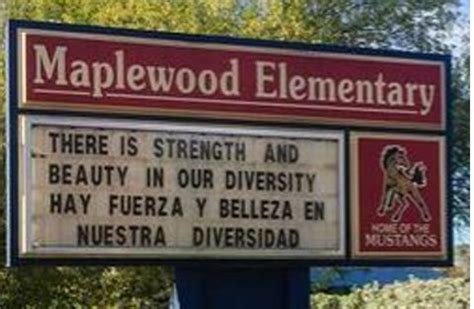 Maplewood Elementary
THERE IS STRENGTH AND
BEAUTY IN OUR DIVERSITY
HAY FUERZA Y BELLEZA EN
NUESTRA DIVERSIDAD
HOME OF THE
MUSTANGS